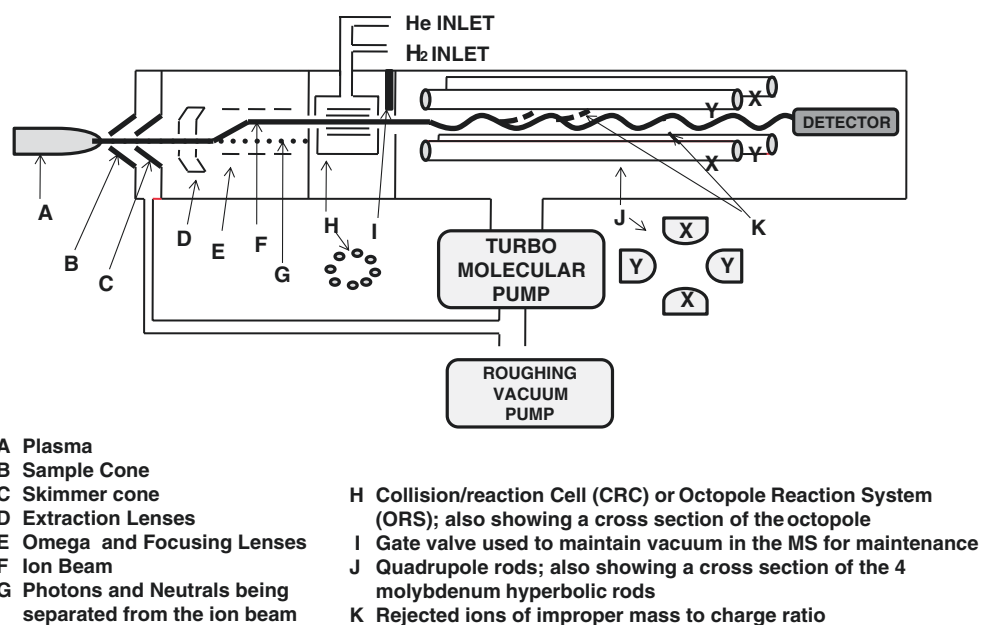 He INLET
H2 INLET
Y X
X Y
DETECTOR
A
B
C
D
E
F
G
H
I
J
K
X
Y Y
X
TURBO
MOLECULAR
PUMP
ROUGHING
VACUUM
PUMP
A Plasma
B Sample Cone
C Skimmer cone
D Extraction Lenses
E Omega and Focusing Lenses
F Ion Beam
G Photons and Neutrals being
separated from the ion beam
H Collision/reaction Cell (CRC) or Octopole Reaction System
(ORS); also showing a cross section of the octopole
I Gate valve used to maintain vacuum in the MS for maintenance
J Quadrupole rods; also showing a cross section of the 4
molybdenum hyperbolic rods
K Rejected ions of improper mass to charge ratio